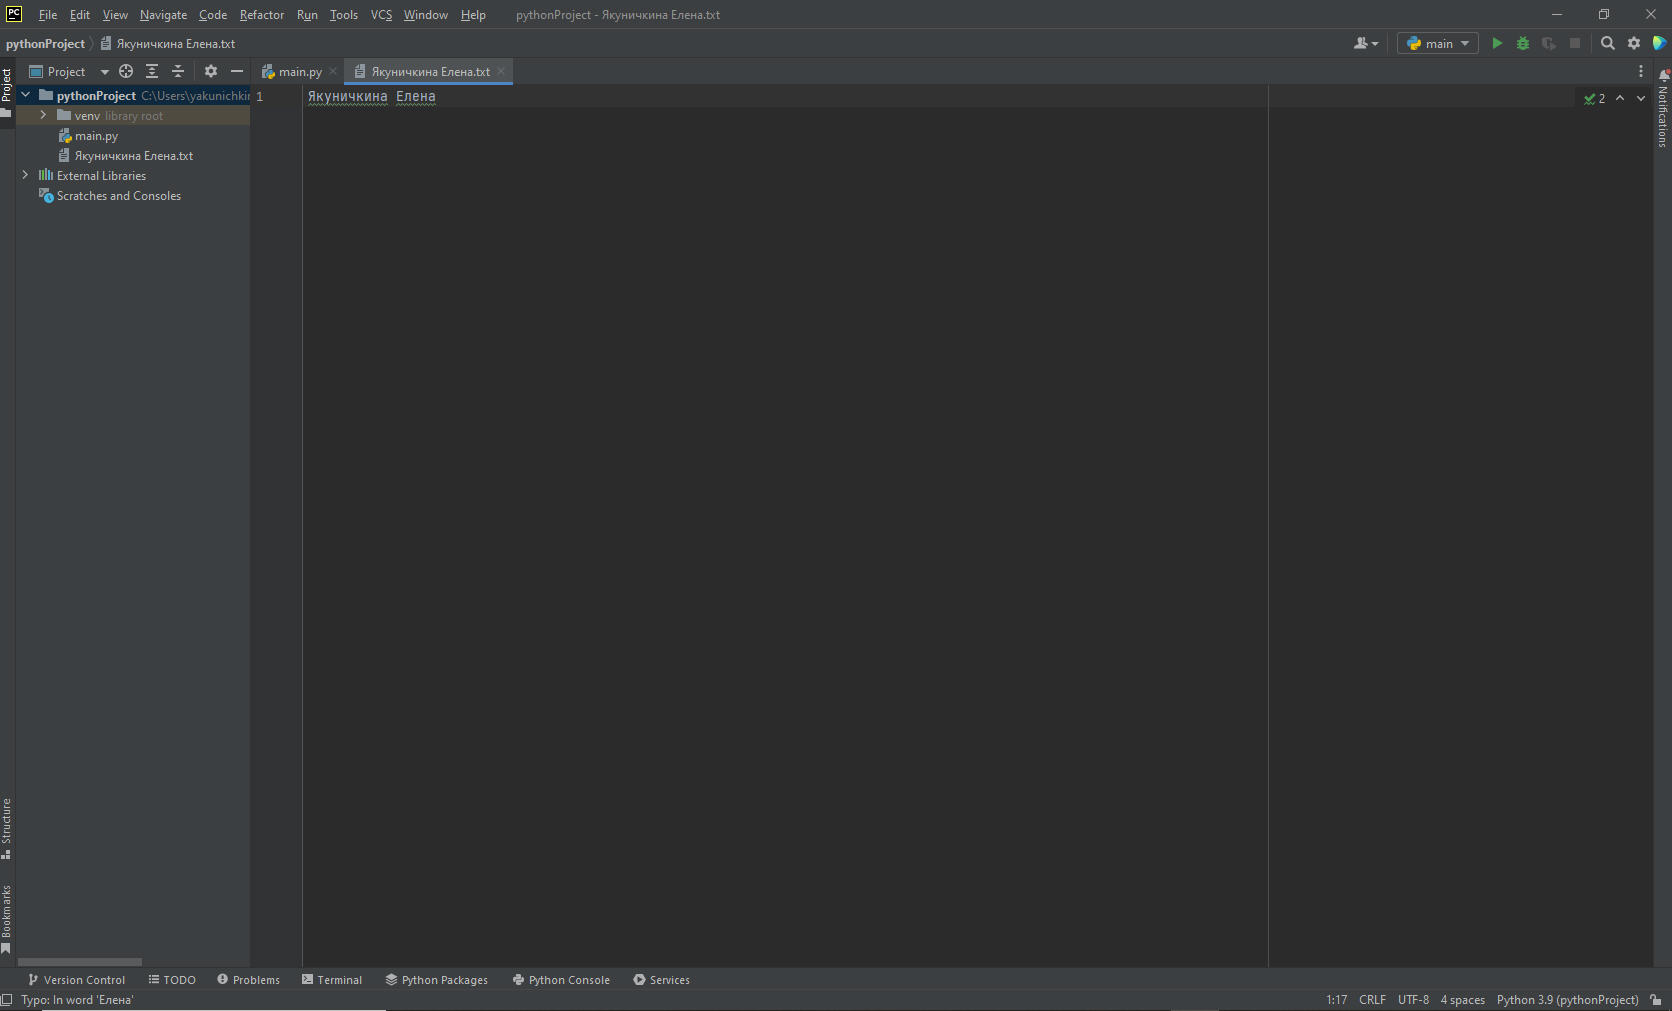 PC File Edit View Navigate Code Refactor Run Tools VCS Window Help pythonProject - Якуничкина Елена.txt
pythonProject Якуничкина Елена.txt main
Project main.py Якуничкина Елена.txt
Project
pythonProject C:\Users\yakunichki
venv library root
main.py
Якуничкина Елена.txt
External Libraries
Scratches and Consoles
1 Якуничкина Елена
2
Notifications
Structure
Bookmarks
Version Control TODO Problems Terminal Python Packages Python Console Services
Typo: In word 'Елена' 1:17 CRLF UTF-8 4 spaces Python 3.9 (pythonProject)